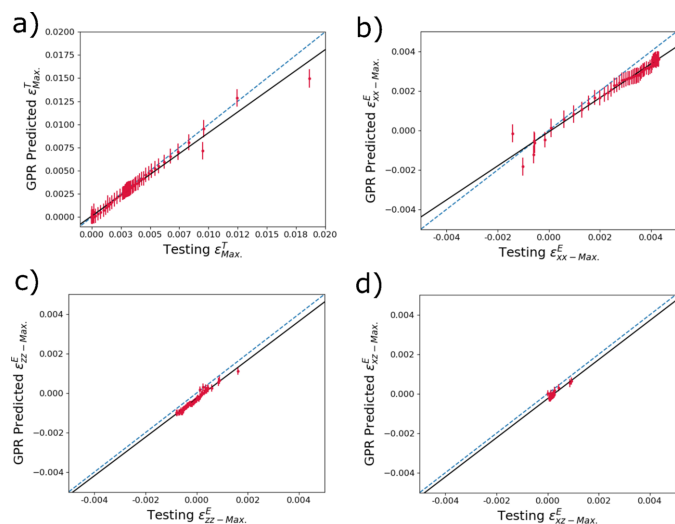 a)
GPR Predicted ε^T_Max.
0.0200
0.0175
0.0150
0.0125
0.0100
0.0075
0.0050
0.0025
0.0000
0.000 0.003 0.005 0.007 0.010 0.013 0.015 0.018 0.020
Testing ε^T_Max.
b)
GPR Predicted ε^E_xx−Max.
0.004
0.002
0.000
−0.002
−0.004
−0.004 −0.002 0.000 0.002 0.004
Testing ε^E_xx−Max.
c)
GPR Predicted ε^E_zz−Max.
0.004
0.002
0.000
−0.002
−0.004
−0.004 −0.002 0.000 0.002 0.004
Testing ε^E_zz−Max.
d)
GPR Predicted ε^E_xz−Max.
0.004
0.002
0.000
−0.002
−0.004
−0.004 −0.002 0.000 0.002 0.004
Testing ε^E_xz−Max.